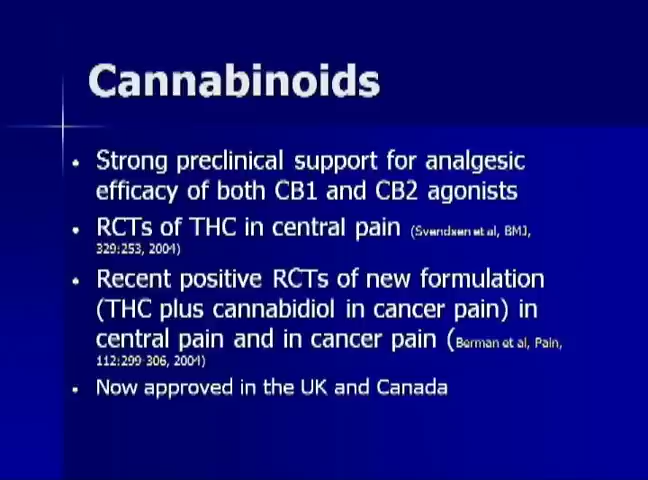 Cannabinoids
• Strong preclinical support for analgesic
efficacy of both CB1 and CB2 agonists
• RCTs of THC in central pain (Svendsen et al, BMJ,
329:253, 2004)
• Recent positive RCTs of new formulation
(THC plus cannabidiol in cancer pain) in
central pain and in cancer pain (Berman et al, Pain,
112:299-306, 2004)
• Now approved in the UK and Canada